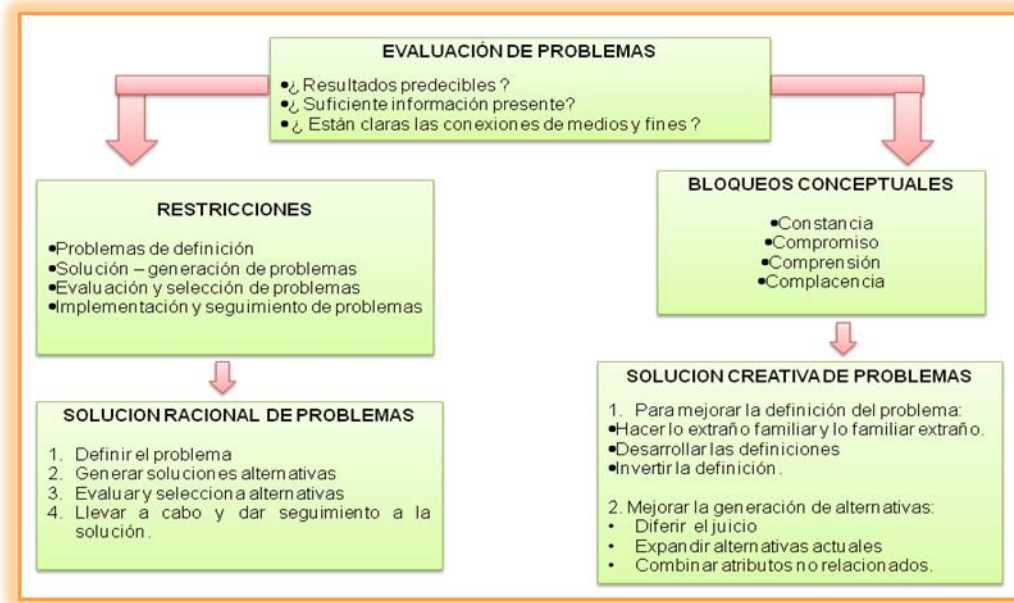 EVALUACIÓN DE PROBLEMAS
•¿ Resultados predecibles ?
•¿ Suficiente información presente?
•¿ Están claras las conexiones de medios y fines ?
RESTRICCIONES
•Problemas de definición
•Solución – generación de problemas
•Evaluación y selección de problemas
•Implementación y seguimiento de problemas
SOLUCION RACIONAL DE PROBLEMAS
1. Definir el problema
2. Generar soluciones alternativas
3. Evaluar y selecciona alternativas
4. Llevar a cabo y dar seguimiento a la
solución.
BLOQUEOS CONCEPTUALES
•Constancia
•Compromiso
•Comprensión
•Complacencia
SOLUCION CREATIVA DE PROBLEMAS
1. Para mejorar la definición del problema:
•Hacer lo extraño familiar y lo familiar extraño.
•Desarrollar las definiciones
•Invertir la definición.
2. Mejorar la generación de alternativas:
• Diferir el juicio
• Expandir alternativas actuales
• Combinar atributos no relacionados.